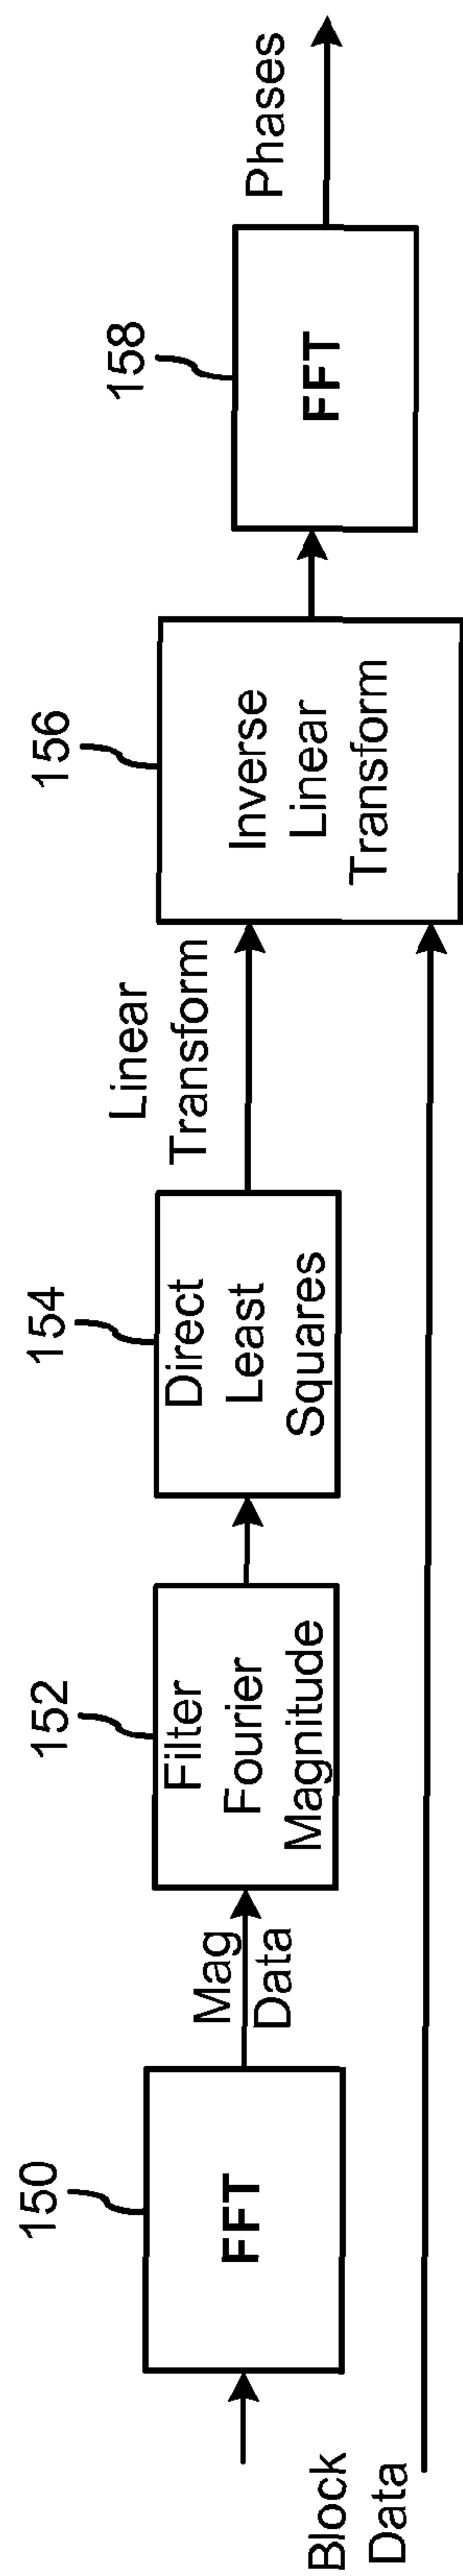 150
FFT
Block
Data
Mag
Data
152
Filter
Fourier
Magnitude
154
Direct
Least
Squares
Linear
Transform
156
Inverse
Linear
Transform
158
FFT
Phases